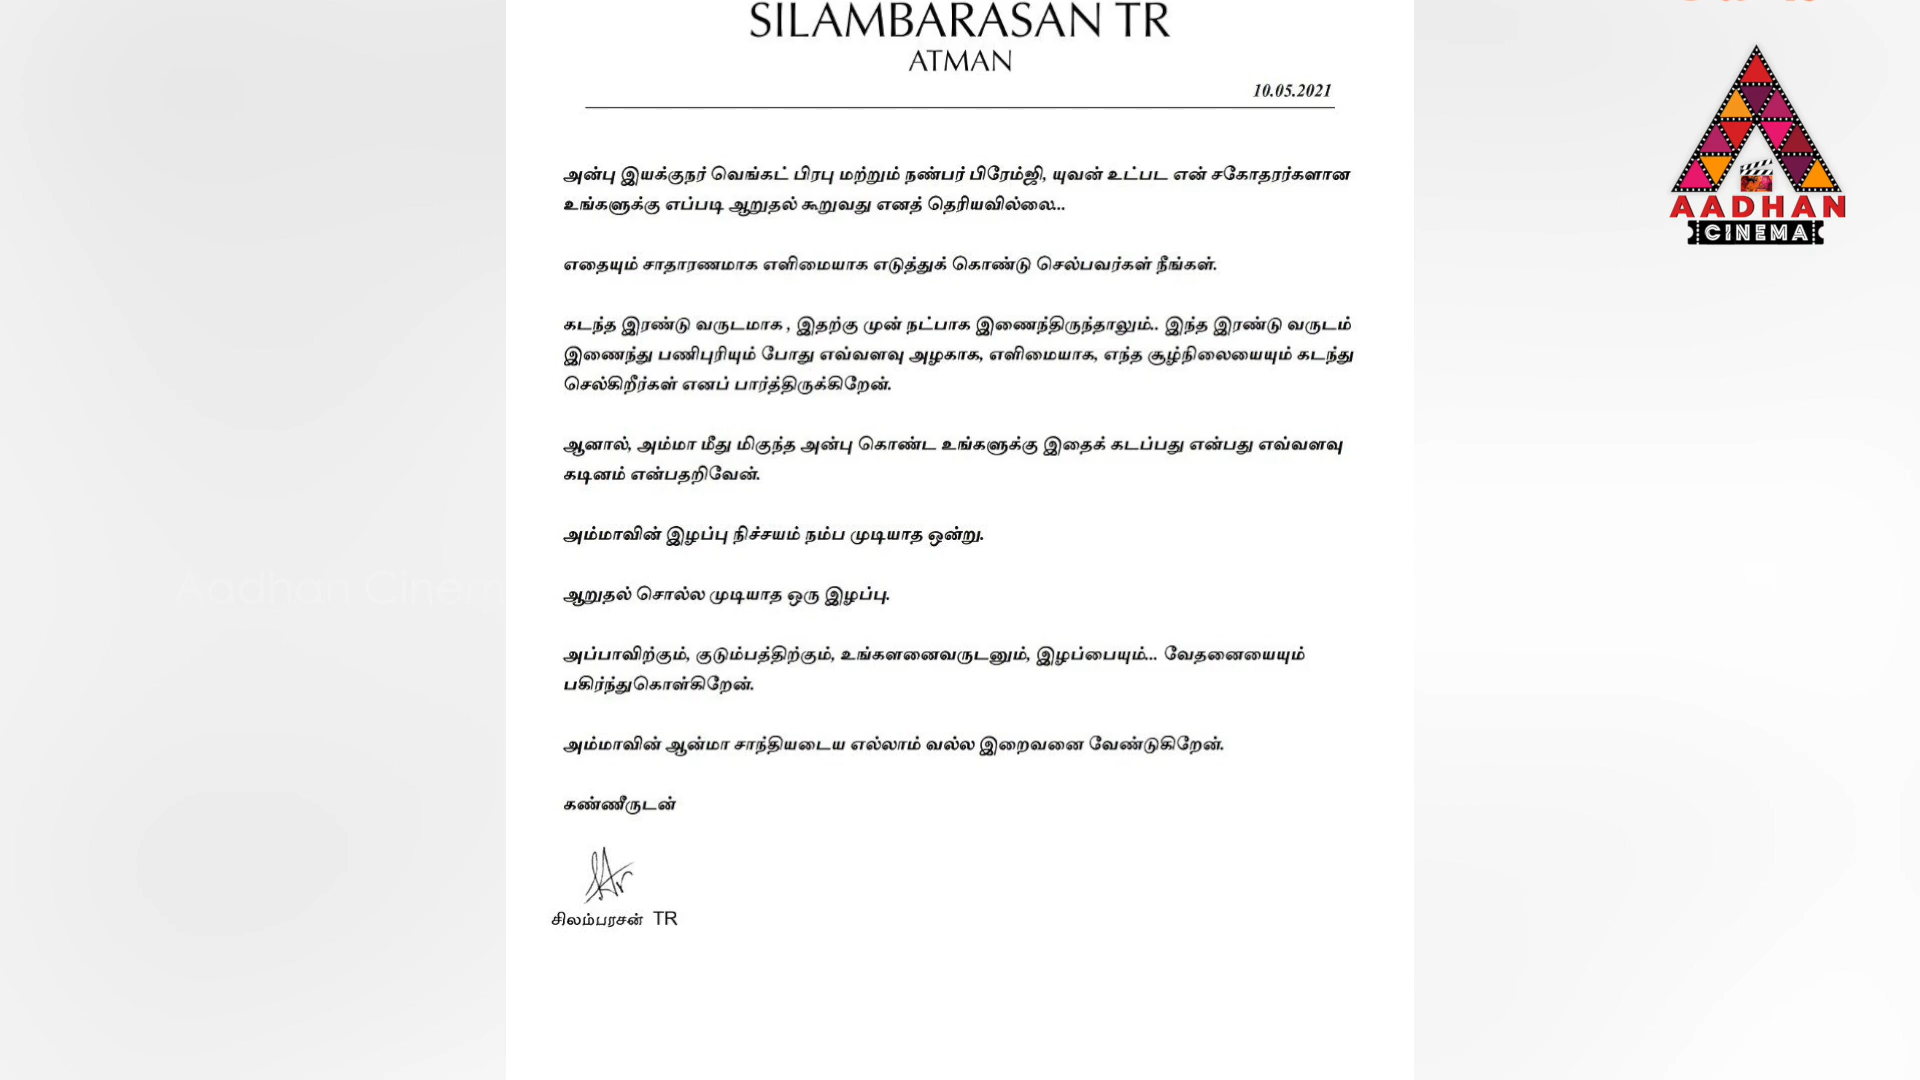 SILAMBARASAN TR
ATMAN
10.05.2021
அன்பு இயக்குநர் வெங்கட் பிரபு மற்றும் நண்பர் பிரேம்ஜி, யுவன் உட்பட என் சகோதரர்களான
உங்களுக்கு எப்படி ஆறுதல் கூறுவது எனத் தெரியவில்லை...
எதையும் சாதாரணமாக எளிமையாக எடுத்துக் கொண்டு செல்பவர்கள் நீங்கள்.
கடந்த இரண்டு வருடமாக , இதற்கு முன் நட்பாக இணைந்திருந்தாலும்.. இந்த இரண்டு வருடம்
இணைந்து பணிபுரியும் போது எவ்வளவு அழகாக, எளிமையாக, எந்த சூழ்நிலையையும் கடந்து
செல்கிறீர்கள் எனப் பார்த்திருக்கிறேன்.
ஆனால், அம்மா மீது மிகுந்த அன்பு கொண்ட உங்களுக்கு இதைக் கடப்பது என்பது எவ்வளவு
கடினம் என்பதறிவேன்.
அம்மாவின் இழப்பு நிச்சயம் நம்ப முடியாத ஒன்று.
ஆறுதல் சொல்ல முடியாத ஒரு இழப்பு.
அப்பாவிற்கும், குடும்பத்திற்கும், உங்களனைவருடனும், இழப்பையும்... வேதனையையும்
பகிர்ந்துகொள்கிறேன்.
அம்மாவின் ஆன்மா சாந்தியடைய எல்லாம் வல்ல இறைவனை வேண்டுகிறேன்.
கண்ணீருடன்
சிலம்பரசன் TR
AADHAN
CINEMA
Aadhan Cinem